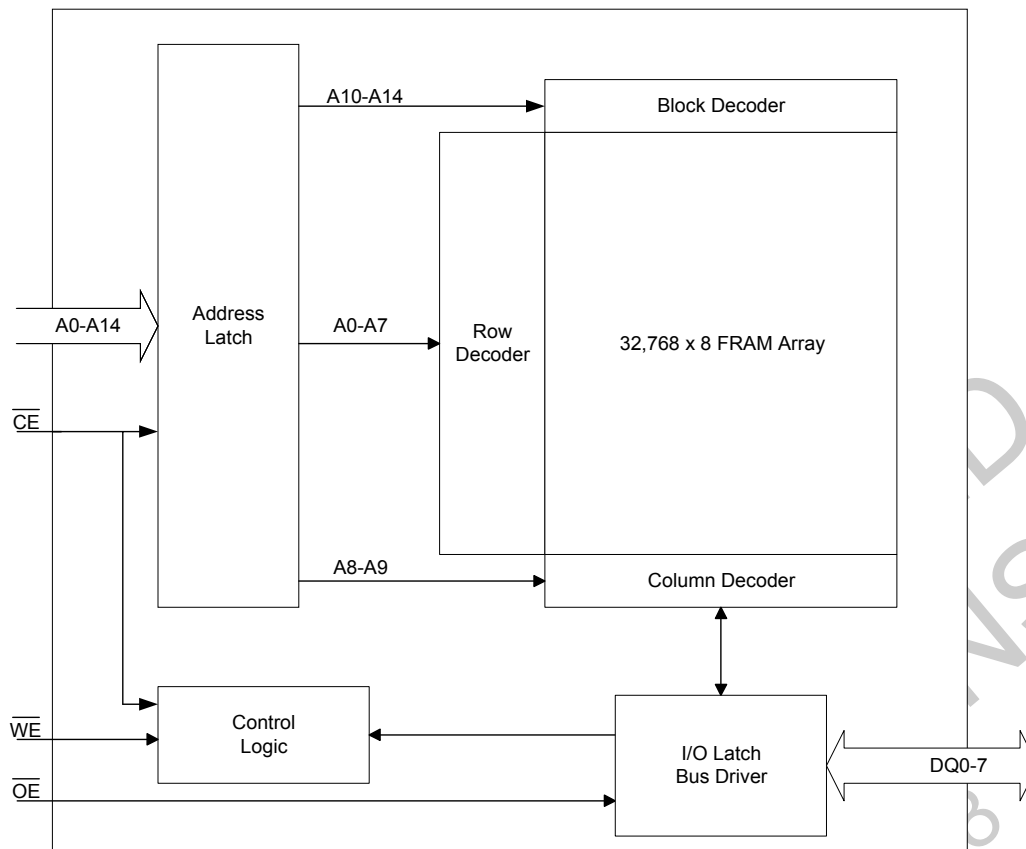 A10-A14
Block Decoder
A0-A14
Address
Latch
A0-A7
Row
Decoder
32,768 x 8 FRAM Array
CE
A8-A9
Column Decoder
WE
Control
Logic
I/O Latch
Bus Driver
DQ0-7
OE